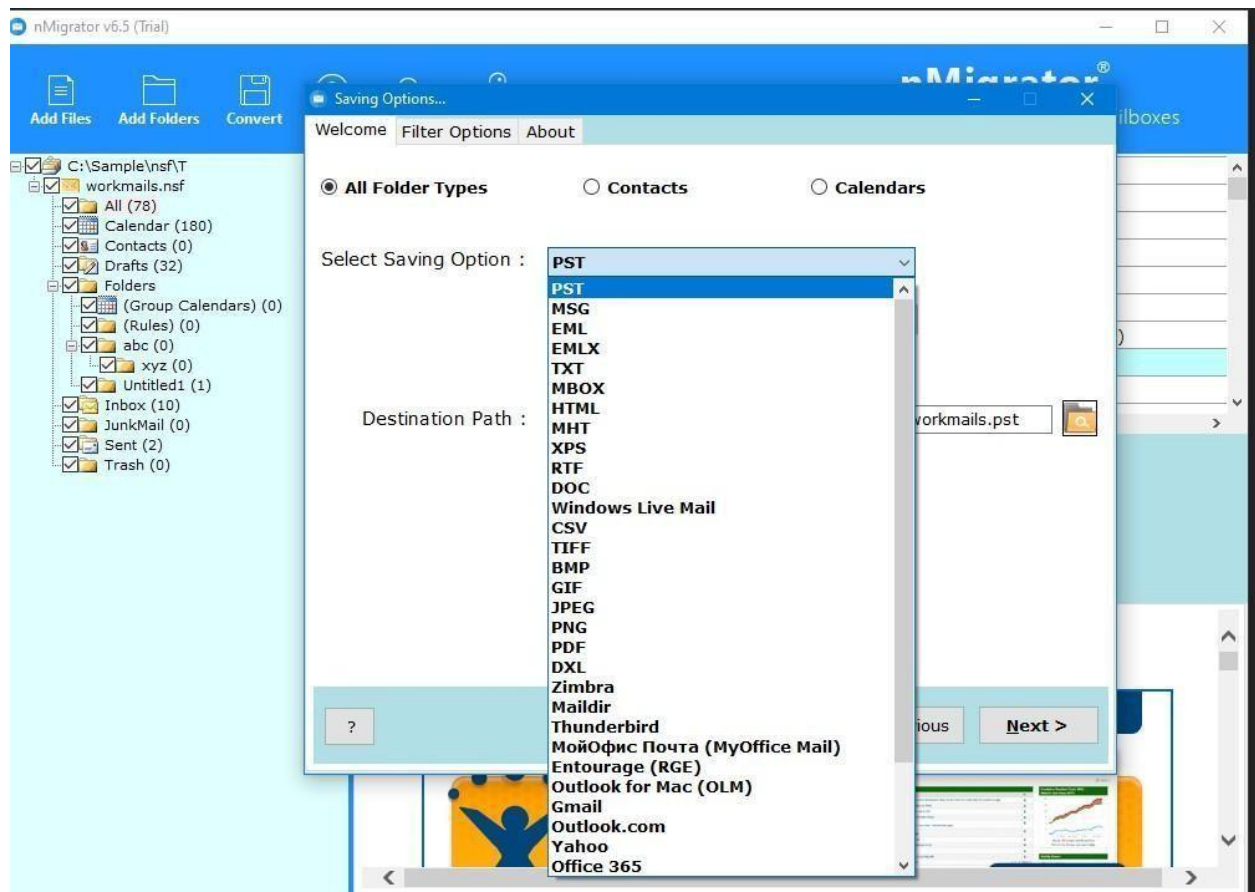 nMigrator v6.5 (Trial)
Add Files
Add Folders
Convert
ilboxes
Saving Options...
Welcome
Filter Options
About
All Folder Types
Contacts
Calendars
Select Saving Option :
PST
PST
MSG
EML
EMLX
TXT
MBOX
HTML
MHT
XPS
RTF
DOC
Windows Live Mail
CSV
TIFF
BMP
GIF
JPEG
PNG
PDF
DXL
Zimbra
Maildir
Thunderbird
МойОфис Почта (MyOffice Mail)
Entourage (RGE)
Outlook for Mac (OLM)
Gmail
Outlook.com
Yahoo
Office 365
Destination Path :
workmails.pst
?
ious
Next >
C:\Sample\nsf\T
workmails.nsf
All (78)
Calendar (180)
Contacts (0)
Drafts (32)
Folders
(Group Calendars) (0)
(Rules) (0)
abc (0)
xyz (0)
Untitled1 (1)
Inbox (10)
JunkMail (0)
Sent (2)
Trash (0)